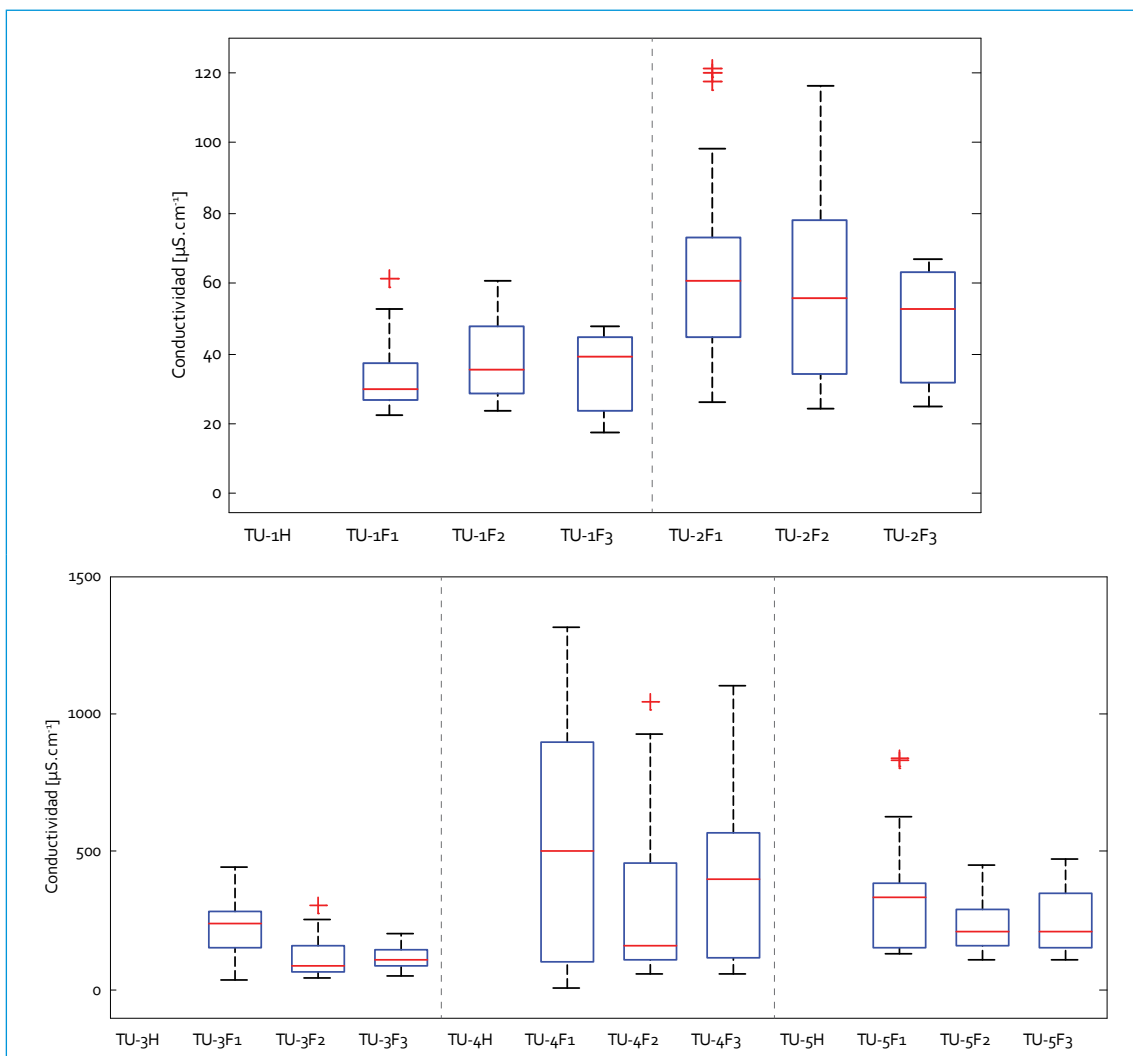 Conductividad [µS.cm⁻¹]
120
100
80
60
40
20
0
TU-1H TU-1F1 TU-1F2 TU-1F3 TU-2F1 TU-2F2 TU-2F3
Conductividad [µS.cm⁻¹]
1500
1000
500
0
TU-3H TU-3F1 TU-3F2 TU-3F3 TU-4H TU-4F1 TU-4F2 TU-4F3 TU-5H TU-5F1 TU-5F2 TU-5F3